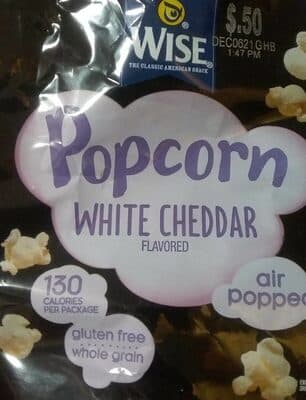 WISE
THE CLASSIC AMERICAN SNACK
$.50
DEC0621GHB
1:47 PM
Popcorn
WHITE CHEDDAR
FLAVORED
130
CALORIES
PER PACKAGE
air
popped
gluten free
whole grain